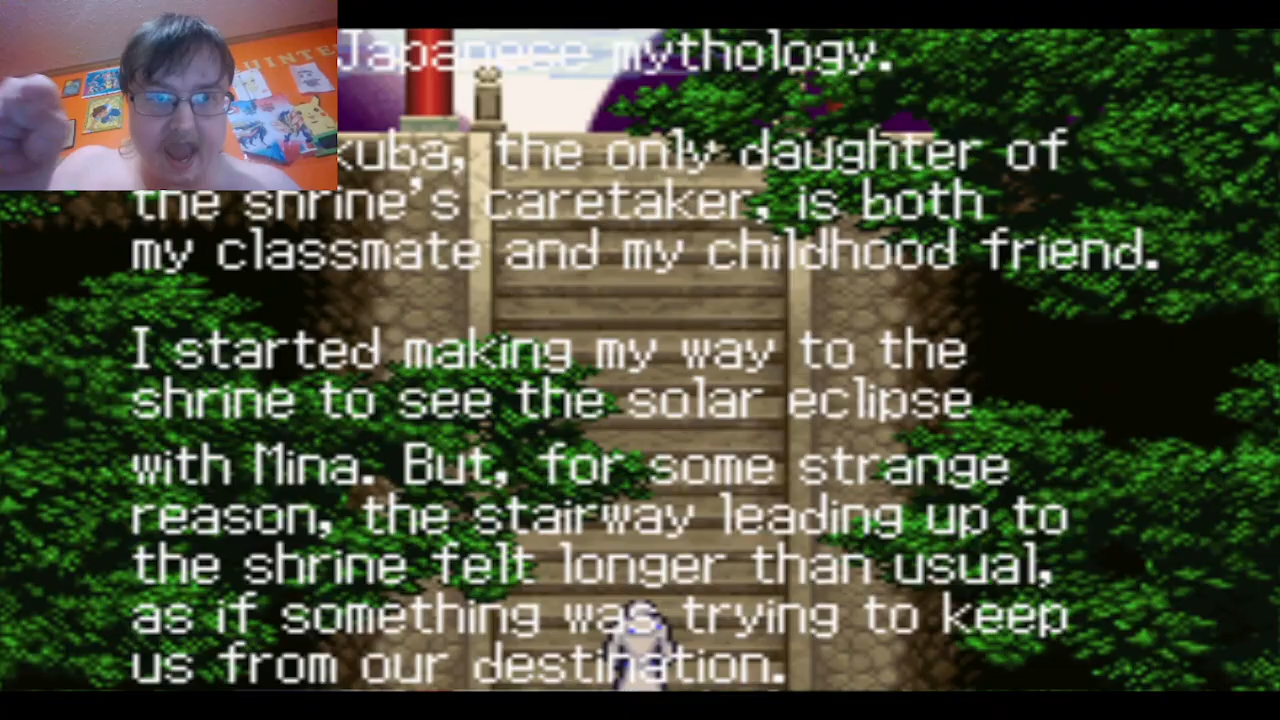 Japanese mythology.
kuba, the only daughter of
the shrine's caretaker, is both
my classmate and my childhood friend.
I started making my way to the
shrine to see the solar eclipse
with Mina. But, for some strange
reason, the stairway leading up to
the shrine felt longer than usual,
as if something was trying to keep
us from our destination.